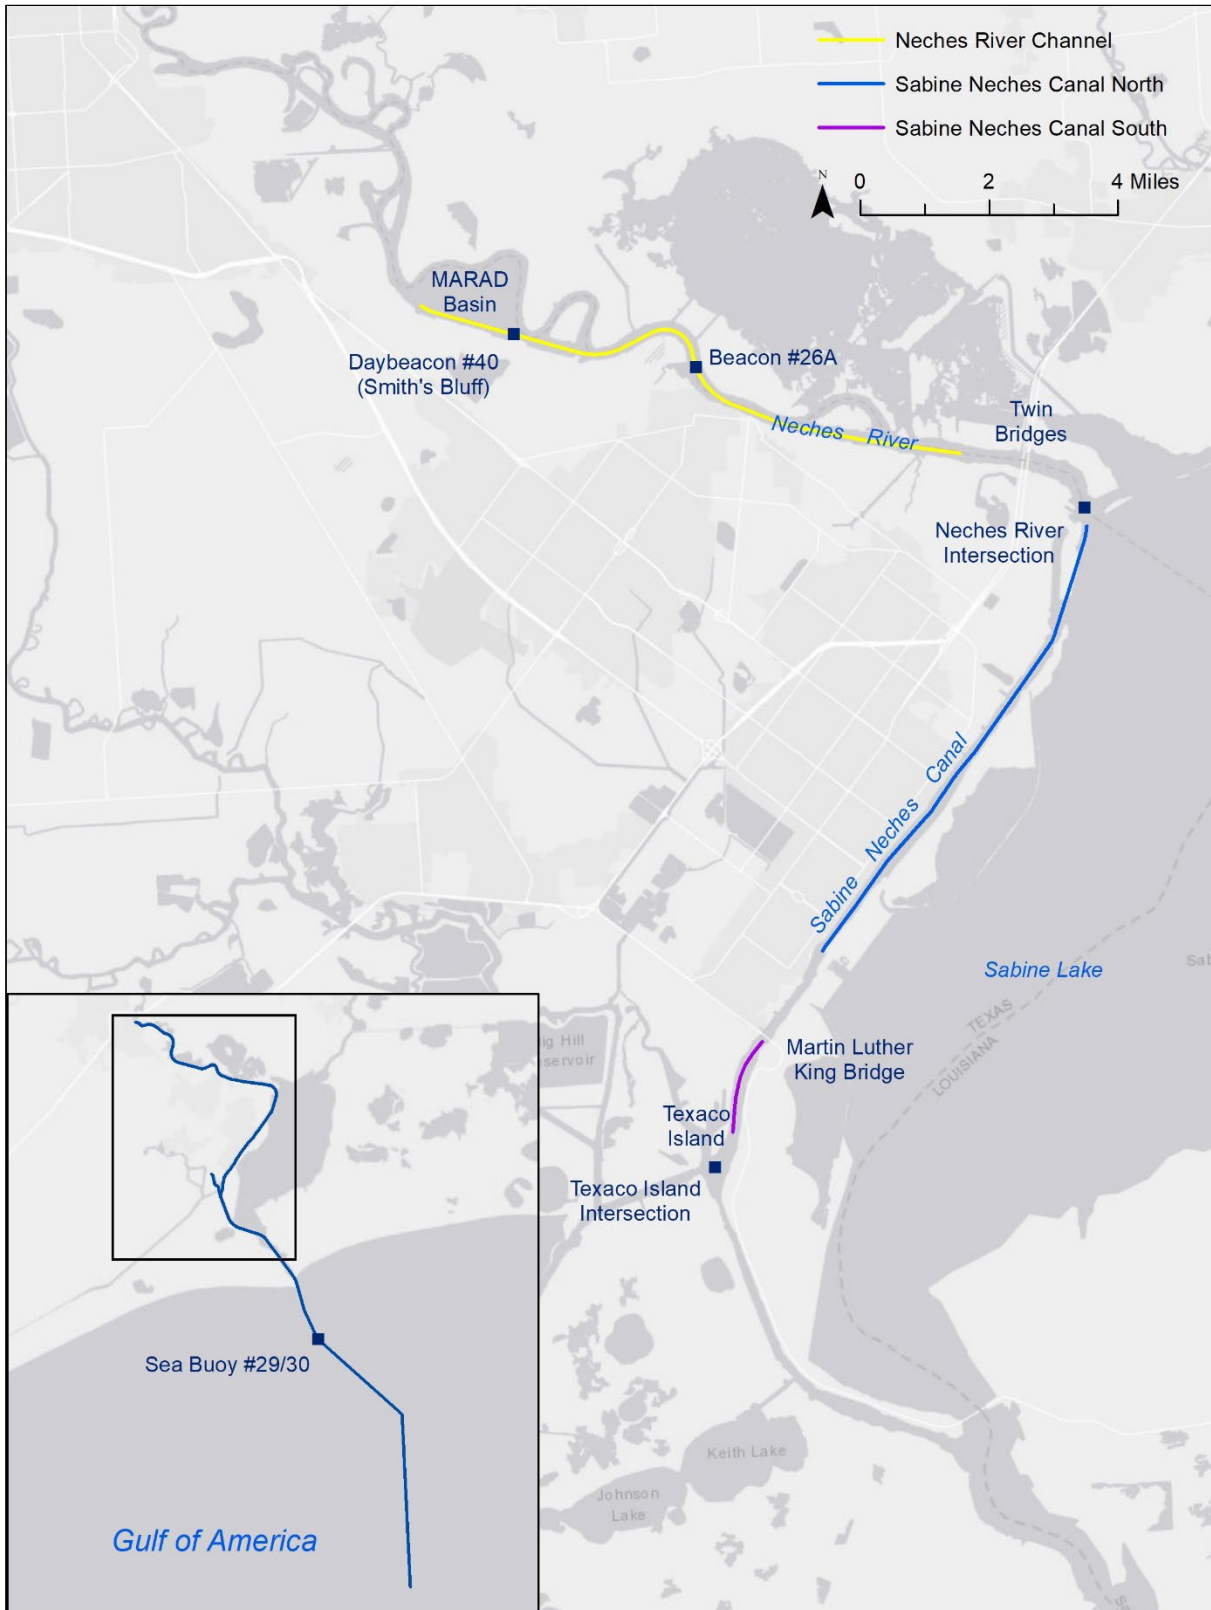 Neches River Channel
Sabine Neches Canal North
Sabine Neches Canal South
N
0 2 4 Miles
MARAD
Basin
Daybeacon #40
(Smith's Bluff)
Beacon #26A
Neches River
Twin
Bridges
Neches River
Intersection
Sabine Neches Canal
Sabine Lake
TEXAS
LOUISIANA
Martin Luther
King Bridge
Texaco
Island
Texaco Island
Intersection
Hill
Keith Lake
Johnson
Lake
Sea Buoy #29/30
Gulf of America